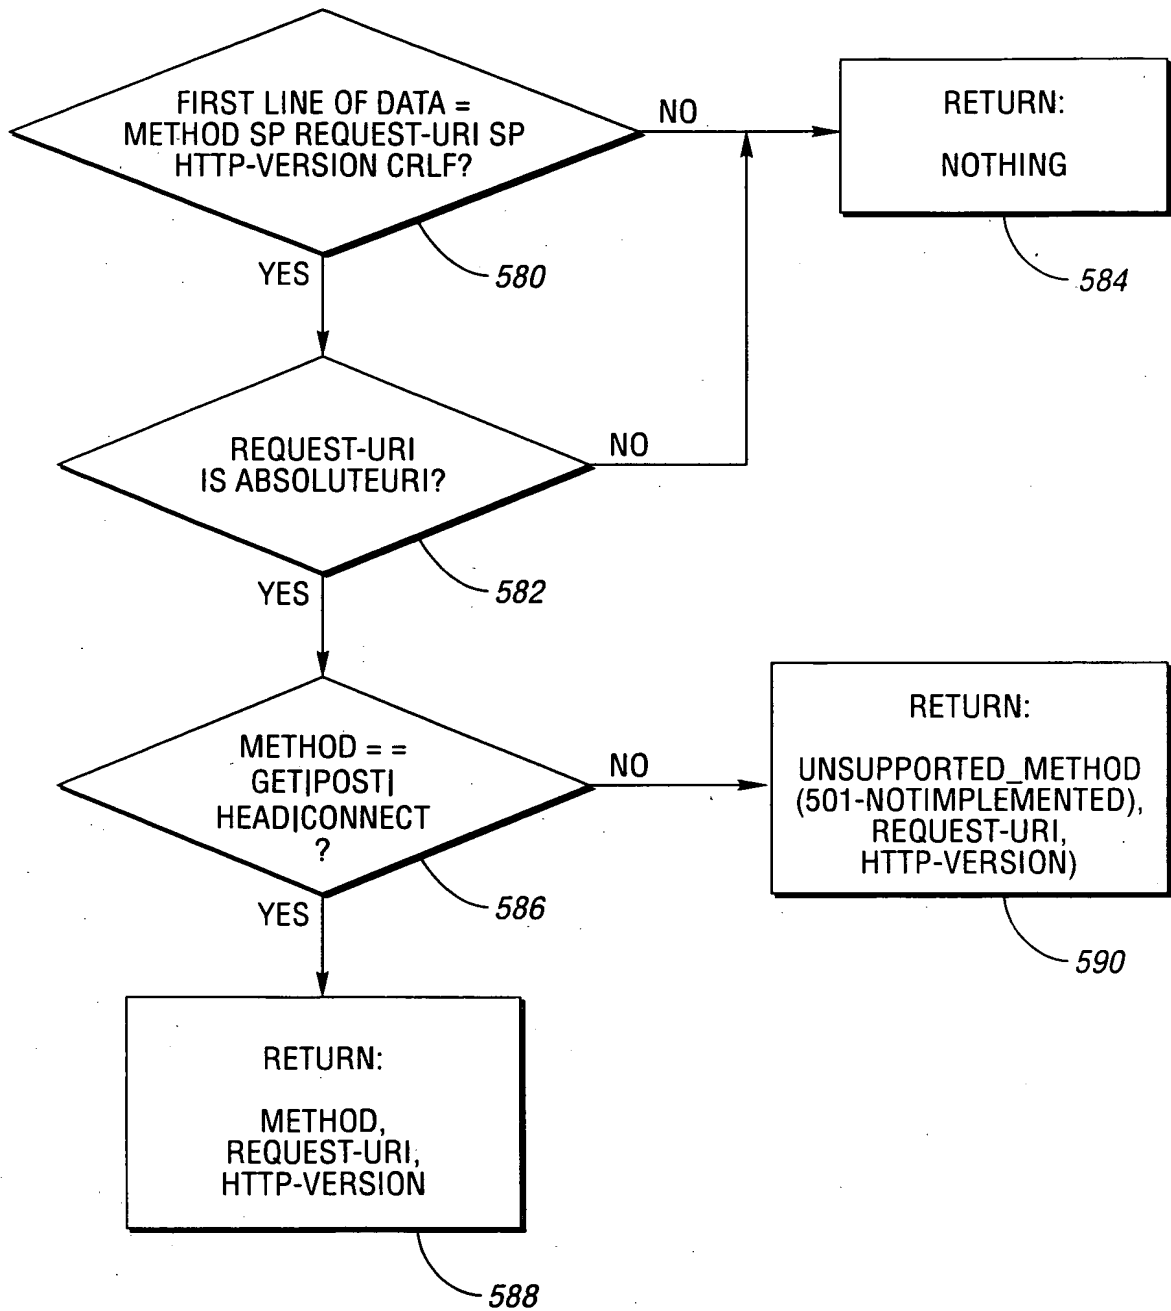 FIRST LINE OF DATA =
METHOD SP REQUEST-URI SP
HTTP-VERSION CRLF?
NO
RETURN:
NOTHING
YES
580
584
REQUEST-URI
IS ABSOLUTEURI?
NO
YES
582
METHOD = =
GET|POST|
HEAD|CONNECT
?
NO
RETURN:
UNSUPPORTED_METHOD
(501-NOTIMPLEMENTED),
REQUEST-URI,
HTTP-VERSION)
YES
586
590
RETURN:
METHOD,
REQUEST-URI,
HTTP-VERSION
588